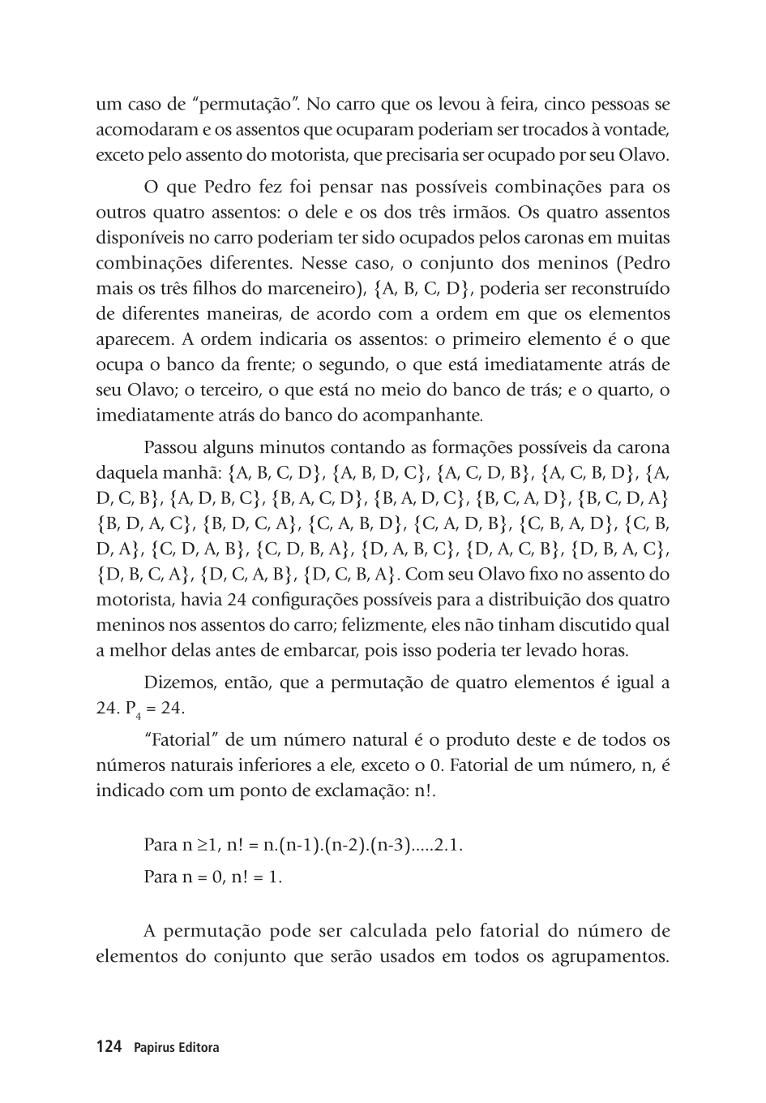 um caso de “permutação”. No carro que os levou à feira, cinco pessoas se
acomodaram e os assentos que ocuparam poderiam ser trocados à vontade,
exceto pelo assento do motorista, que precisaria ser ocupado por seu Olavo.
O que Pedro fez foi pensar nas possíveis combinações para os
outros quatro assentos: o dele e os dos três irmãos. Os quatro assentos
disponíveis no carro poderiam ter sido ocupados pelos caronas em muitas
combinações diferentes. Nesse caso, o conjunto dos meninos (Pedro
mais os três filhos do marceneiro), {A, B, C, D}, poderia ser reconstruído
de diferentes maneiras, de acordo com a ordem em que os elementos
aparecem. A ordem indicaria os assentos: o primeiro elemento é o que
ocupa o banco da frente; o segundo, o que está imediatamente atrás de
seu Olavo; o terceiro, o que está no meio do banco de trás; e o quarto, o
imediatamente atrás do banco do acompanhante.
Passou alguns minutos contando as formações possíveis da carona
daquela manhã: {A, B, C, D}, {A, B, D, C}, {A, C, D, B}, {A, C, B, D}, {A,
D, C, B}, {A, D, B, C}, {B, A, C, D}, {B, A, D, C}, {B, C, A, D}, {B, C, D, A}
{B, D, A, C}, {B, D, C, A}, {C, A, B, D}, {C, A, D, B}, {C, B, A, D}, {C, B,
D, A}, {C, D, A, B}, {C, D, B, A}, {D, A, B, C}, {D, A, C, B}, {D, B, A, C},
{D, B, C, A}, {D, C, A, B}, {D, C, B, A}. Com seu Olavo fixo no assento do
motorista, havia 24 configurações possíveis para a distribuição dos quatro
meninos nos assentos do carro; felizmente, eles não tinham discutido qual
a melhor delas antes de embarcar, pois isso poderia ter levado horas.
Dizemos, então, que a permutação de quatro elementos é igual a
24. P₄ = 24.
“Fatorial” de um número natural é o produto deste e de todos os
números naturais inferiores a ele, exceto o 0. Fatorial de um número, n, é
indicado com um ponto de exclamação: n!.
Para n ≥1, n! = n.(n-1).(n-2).(n-3).....2.1.
Para n = 0, n! = 1.
A permutação pode ser calculada pelo fatorial do número de
elementos do conjunto que serão usados em todos os agrupamentos.
124 Papirus Editora